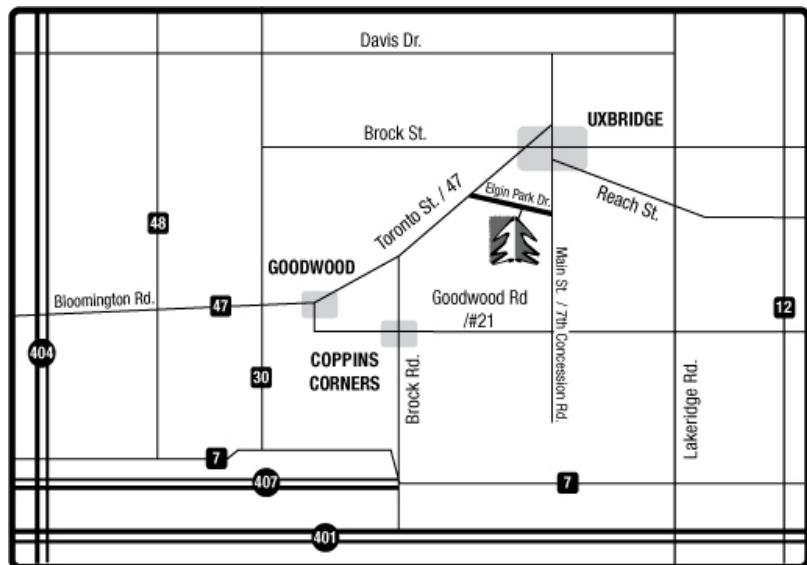 Davis Dr.
Brock St.
UXBRIDGE
Elgin Park Dr.
Reach St.
Toronto St. / 47
48
GOODWOOD
Bloomington Rd.
47
Goodwood Rd
/#21
Main St. / 7th Concession Rd.
12
404
COPPINS
CORNERS
30
Brock Rd.
Lakeridge Rd.
7
407
7
401